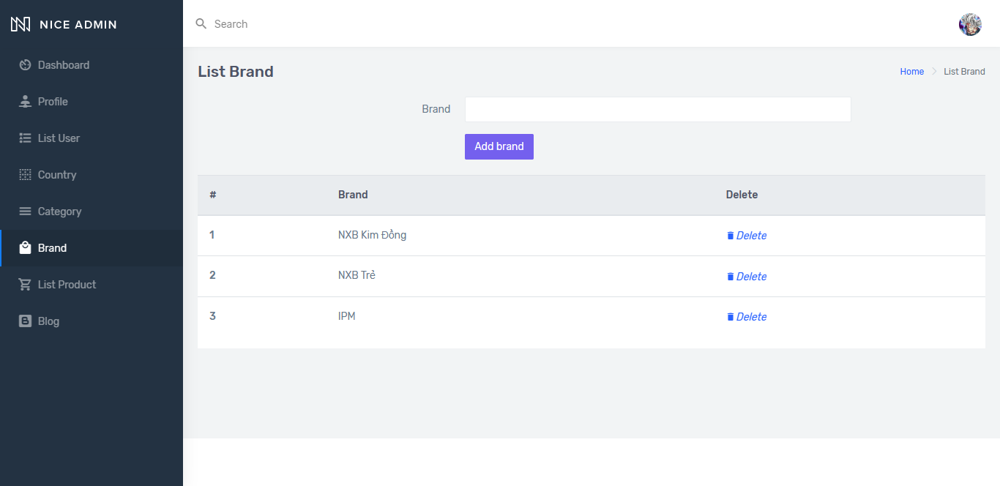 NICE ADMIN
Search
Dashboard
Profile
List User
Country
Category
Brand
List Product
Blog
List Brand
Home List Brand
Brand
Add brand
# Brand Delete
1 NXB Kim Đồng Delete
2 NXB Trẻ Delete
3 IPM Delete